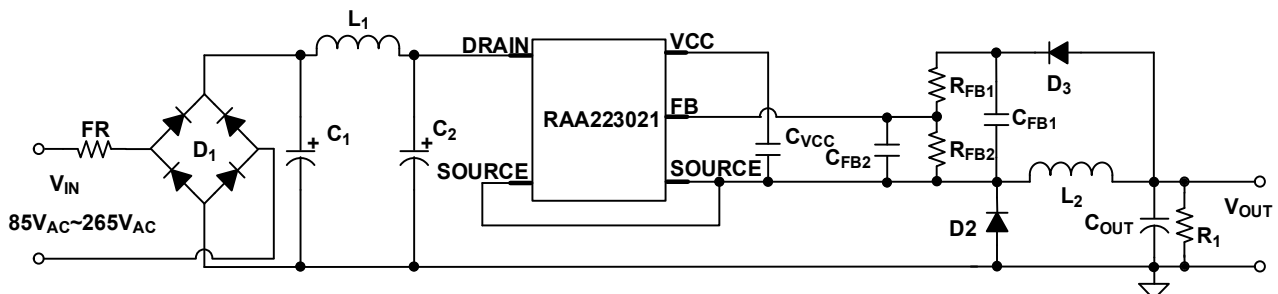 L1
DRAIN
VCC
RFB1
D3
FR
D1
C1
C2
RAA223021
FB
CFB1
CVCC
CFB2
RFB2
VIN
SOURCE
SOURCE
L2
VOUT
85VAC~265VAC
D2
COUT
R1
+
+